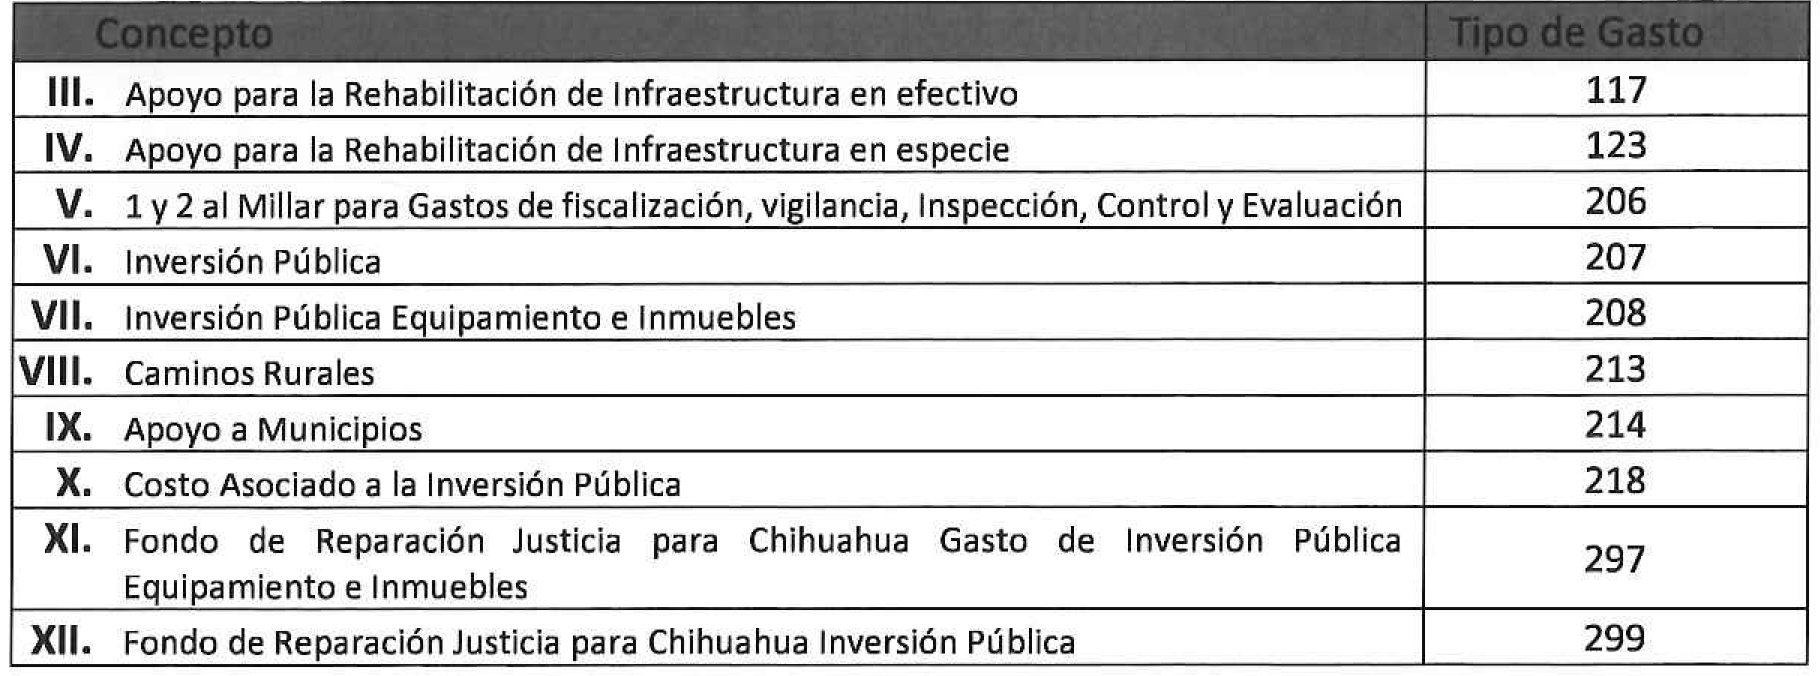 Concepto Tipo de Gasto
III. Apoyo para la Rehabilitación de Infraestructura en efectivo 117
IV. Apoyo para la Rehabilitación de Infraestructura en especie 123
V. 1 y 2 al Millar para Gastos de fiscalización, vigilancia, Inspección, Control y Evaluación 206
VI. Inversión Pública 207
VII. Inversión Pública Equipamiento e Inmuebles 208
VIII. Caminos Rurales 213
IX. Apoyo a Municipios 214
X. Costo Asociado a la Inversión Pública 218
XI. Fondo de Reparación Justicia para Chihuahua Gasto de Inversión Pública
Equipamiento e Inmuebles 297
XII. Fondo de Reparación Justicia para Chihuahua Inversión Pública 299